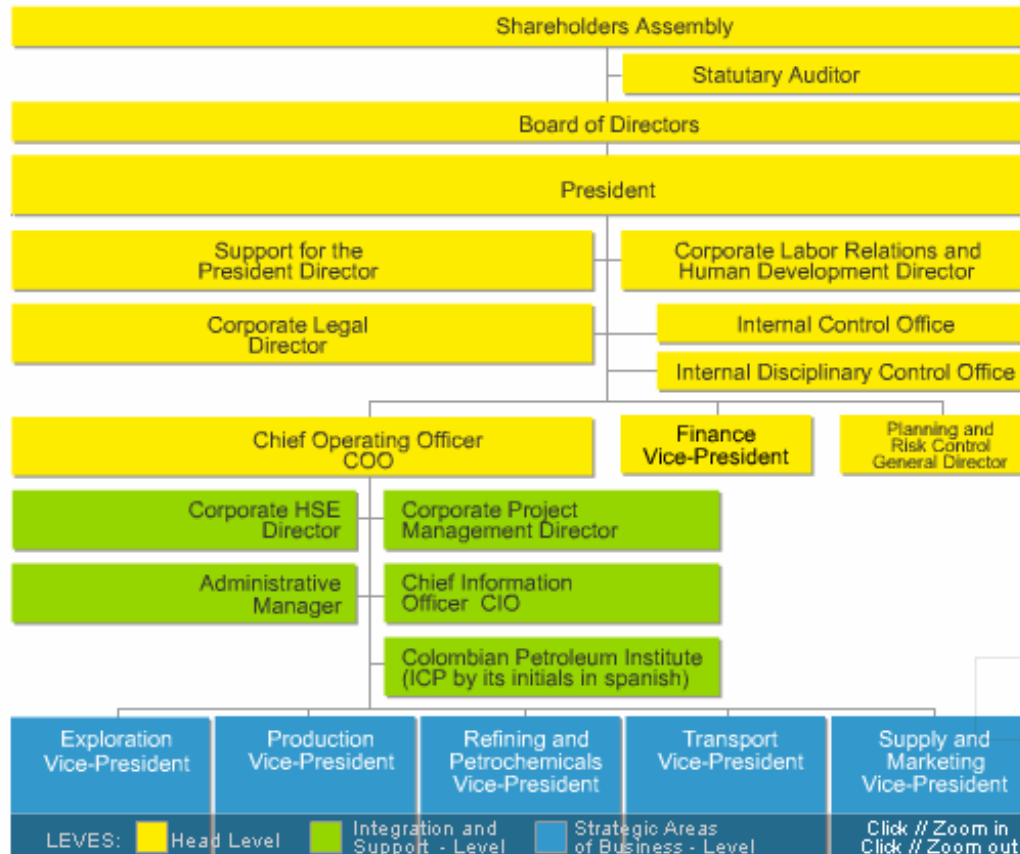 Shareholders Assembly
Statutary Auditor
Board of Directors
President
Support for the
President Director
Corporate Labor Relations and
Human Development Director
Corporate Legal
Director
Internal Control Office
Internal Disciplinary Control Office
Chief Operating Officer
COO
Finance
Vice-President
Planning and
Risk Control
General Director
Corporate HSE
Director
Corporate Project
Management Director
Administrative
Manager
Chief Information
Officer CIO
Colombian Petroleum Institute
(ICP by its initials in spanish)
Exploration
Vice-President
Production
Vice-President
Refining and
Petrochemicals
Vice-President
Transport
Vice-President
Supply and
Marketing
Vice-President
LEVES:
Head Level
Integration and
Support - Level
Strategic Areas
of Business - Level
Click // Zoom in
Click // Zoom out